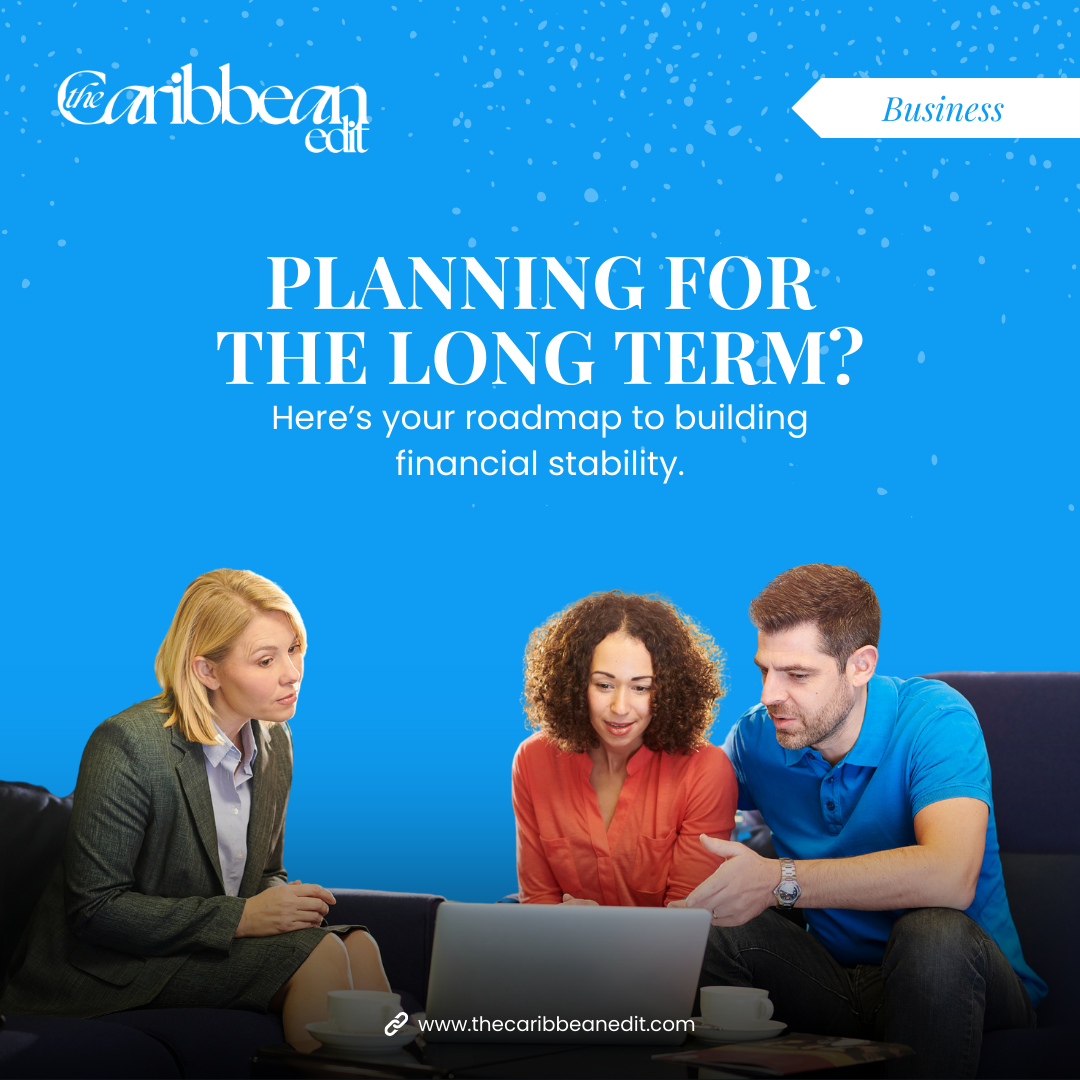 the Caribbean
edit
Business
PLANNING FOR
THE LONG TERM?
Here’s your roadmap to building
financial stability.
www.thecaribbeanedit.com